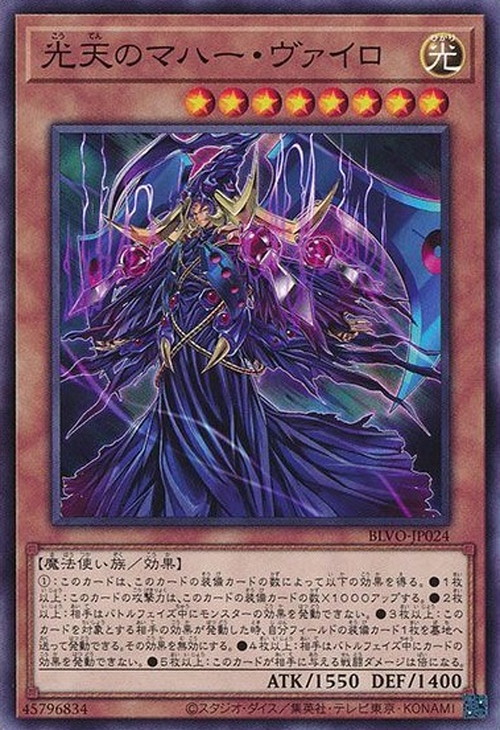 光天のマハー・ヴァイロ
光
BLVO-JP024
【魔法使い族/効果】
①:このカードは、このカードの装備カードの数によって以下の効果を得る。●1枚
以上:このカードの攻撃力は、このカードの装備カードの数×1000アップする。●2枚
以上:相手はバトルフェイズ中にモンスターの効果を発動できない。●3枚以上:この
カードを対象とする相手の効果が発動した時、自分フィールドの装備カード1枚を墓地へ
送って発動できる。その効果を無効にする。●4枚以上:相手はバトルフェイズ中にカードの
効果を発動できない。●5枚以上:このカードが相手に与える戦闘ダメージは倍になる。
ATK/1550 DEF/1400
45796834 ©スタジオ・ダイス/集英社・テレビ東京・KONAMI